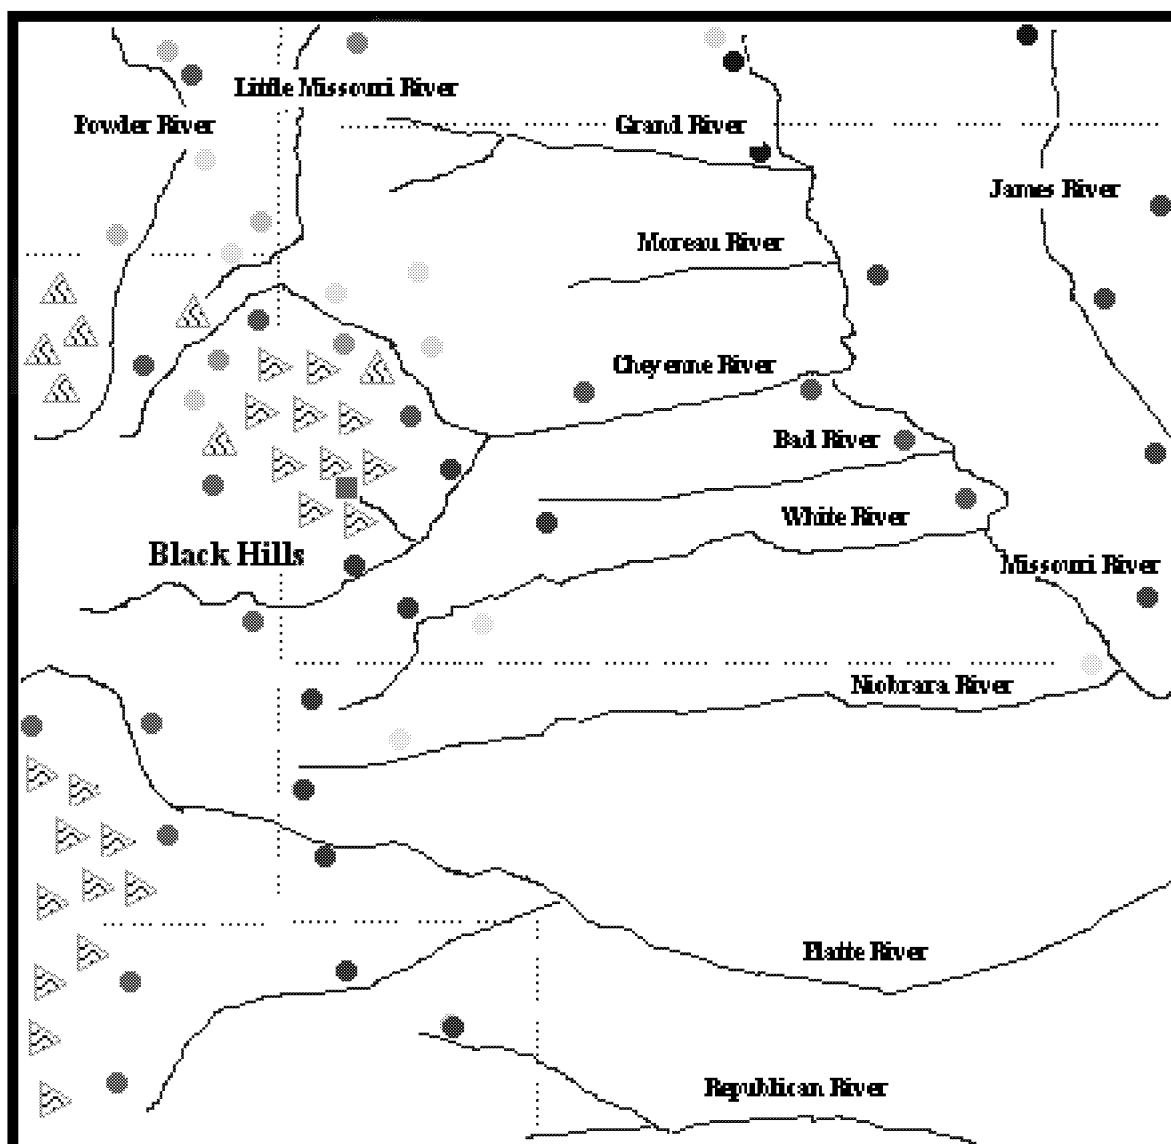 Little Missouri River
Powder River
Grand River
James River
Moreau River
Cheyenne River
Bad River
White River
Black Hills
Missouri River
Niobrara River
Platte River
Republican River